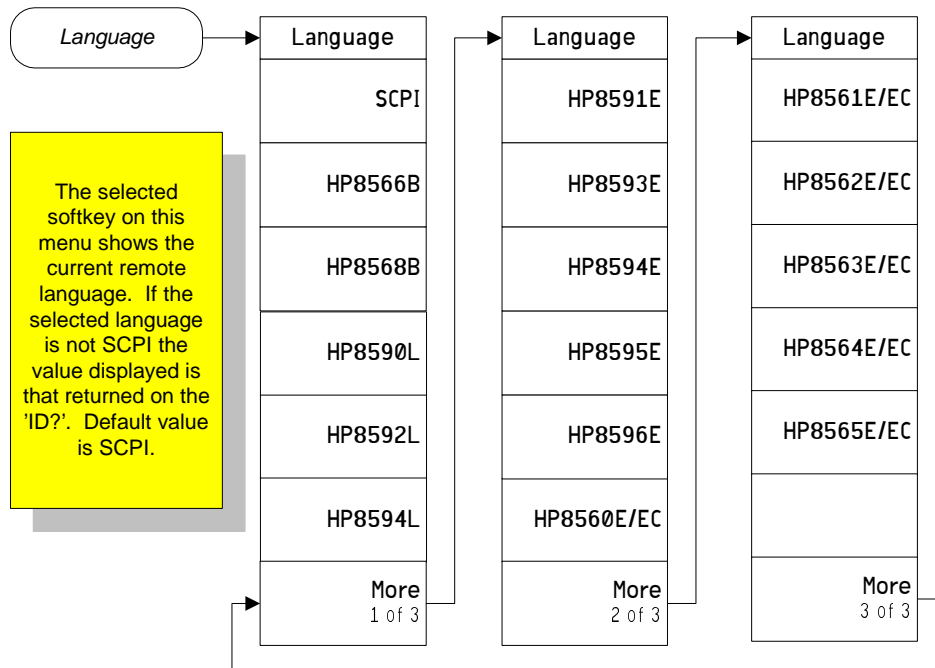 Language
The selected
softkey on this
menu shows the
current remote
language. If the
selected language
is not SCPI the
value displayed is
that returned on the
'ID?'. Default value
is SCPI.
Language
SCPI
HP8566B
HP8568B
HP8590L
HP8592L
HP8594L
More
1 of 3
Language
HP8591E
HP8593E
HP8594E
HP8595E
HP8596E
HP8560E/EC
More
2 of 3
Language
HP8561E/EC
HP8562E/EC
HP8563E/EC
HP8564E/EC
HP8565E/EC
More
3 of 3